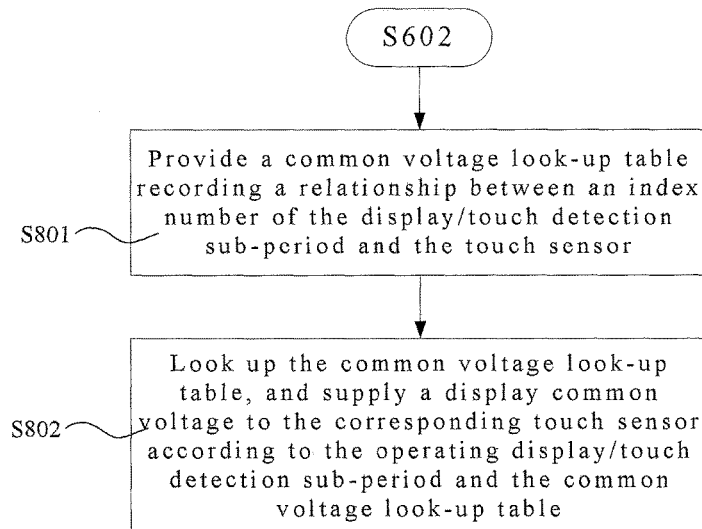 S602
Provide a common voltage look-up table
recording a relationship between an index
number of the display/touch detection
sub-period and the touch sensor
S801
Look up the common voltage look-up
table, and supply a display common
voltage to the corresponding touch sensor
according to the operating display/touch
detection sub-period and the common
voltage look-up table
S802